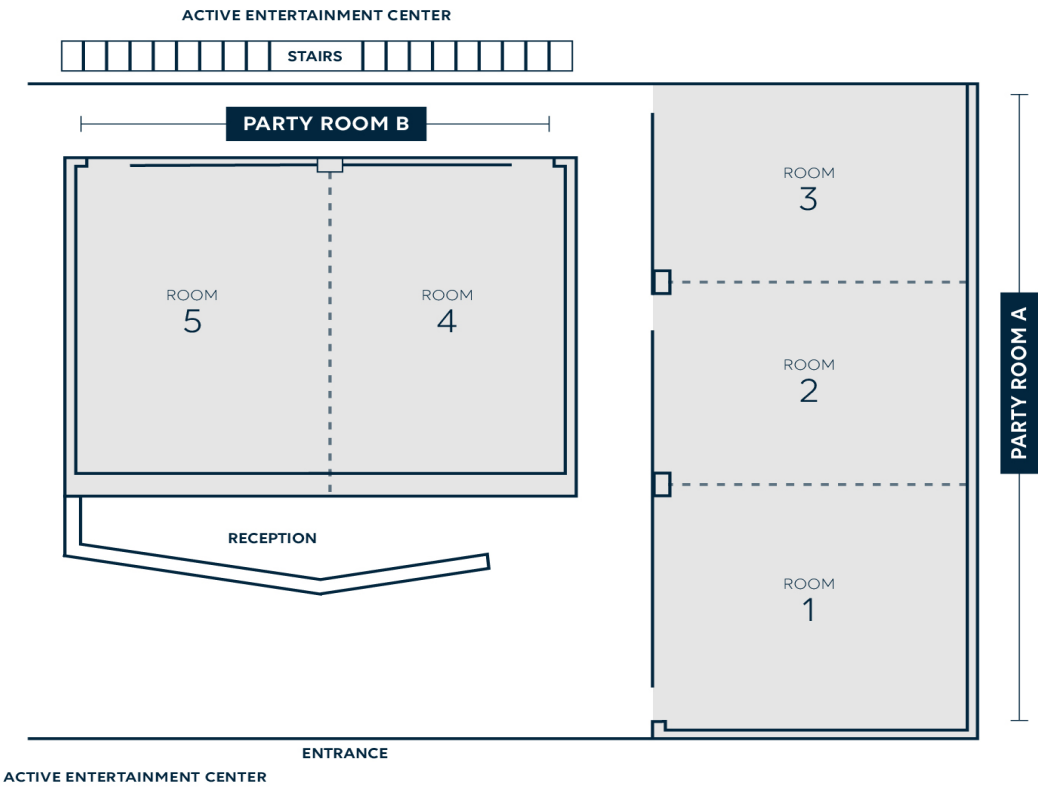 ACTIVE ENTERTAINMENT CENTER
STAIRS
PARTY ROOM B
ROOM
5
ROOM
4
ROOM
3
ROOM
2
ROOM
1
PARTY ROOM A
RECEPTION
ENTRANCE
ACTIVE ENTERTAINMENT CENTER